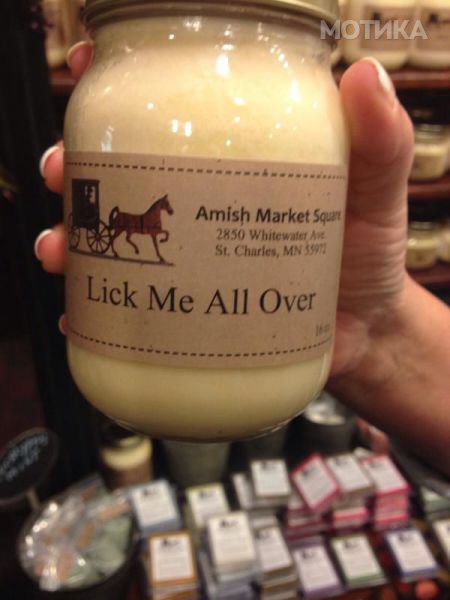 МОТИКА
Amish Market Square
2850 Whitewater Ave.
St. Charles, MN 55972
Lick Me All Over